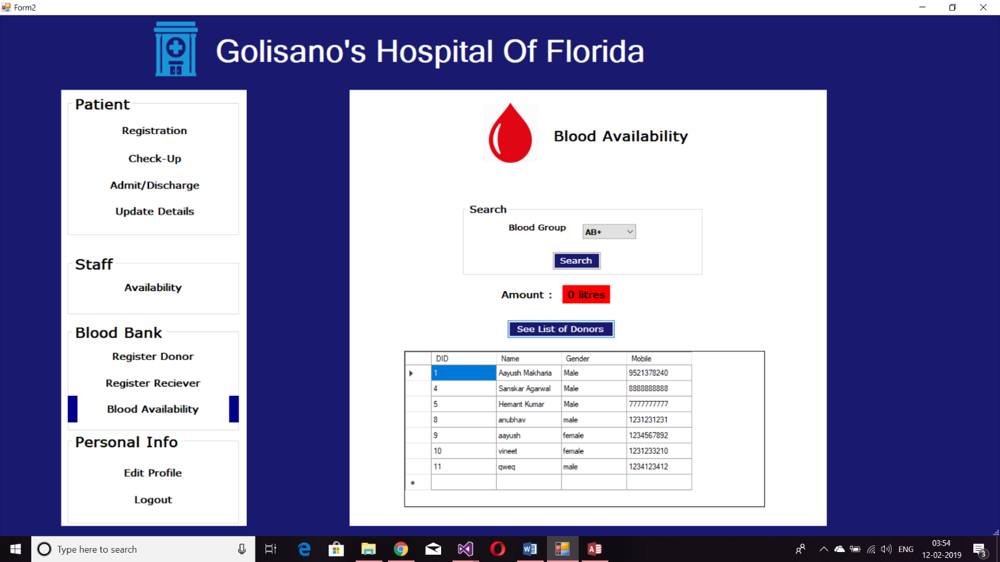 Form2
Golisano's Hospital Of Florida
Patient
Registration
Check-Up
Admit/Discharge
Update Details
Staff
Availability
Blood Bank
Register Donor
Register Reciever
Blood Availability
Personal Info
Edit Profile
Logout
Blood Availability
Search
Blood Group AB+
Search
Amount : 0 litres
See List of Donors
DID Name Gender Mobile
1 Aayush Makharia Male 9521378240
4 Sanskar Agarwal Male 8888888888
5 Hemant Kumar Male 7777777777
8 anubhav male 1231231231
9 aayush female 1234567892
10 vineet female 1231233210
11 qweq male 1234123412
Type here to search
ENG
03:54
12-02-2019
3